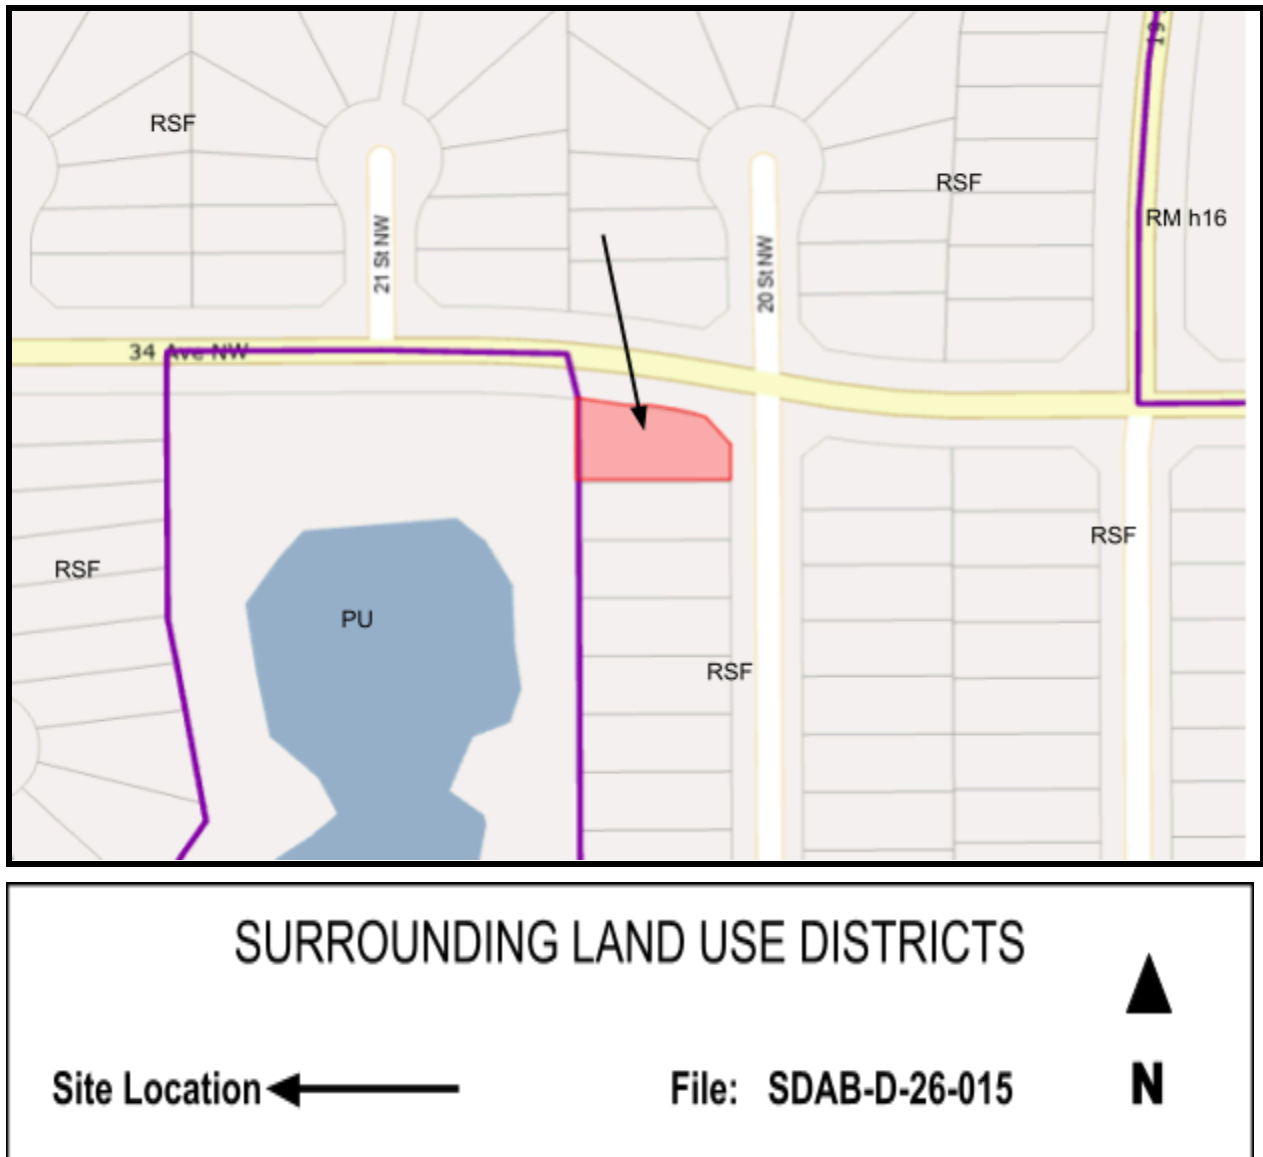 19
RSF
RSF
RM h16
21 St NW
20 St NW
34 Ave NW
RSF
RSF
PU
RSF
SURROUNDING LAND USE DISTRICTS
Site Location
File: SDAB-D-26-015
N